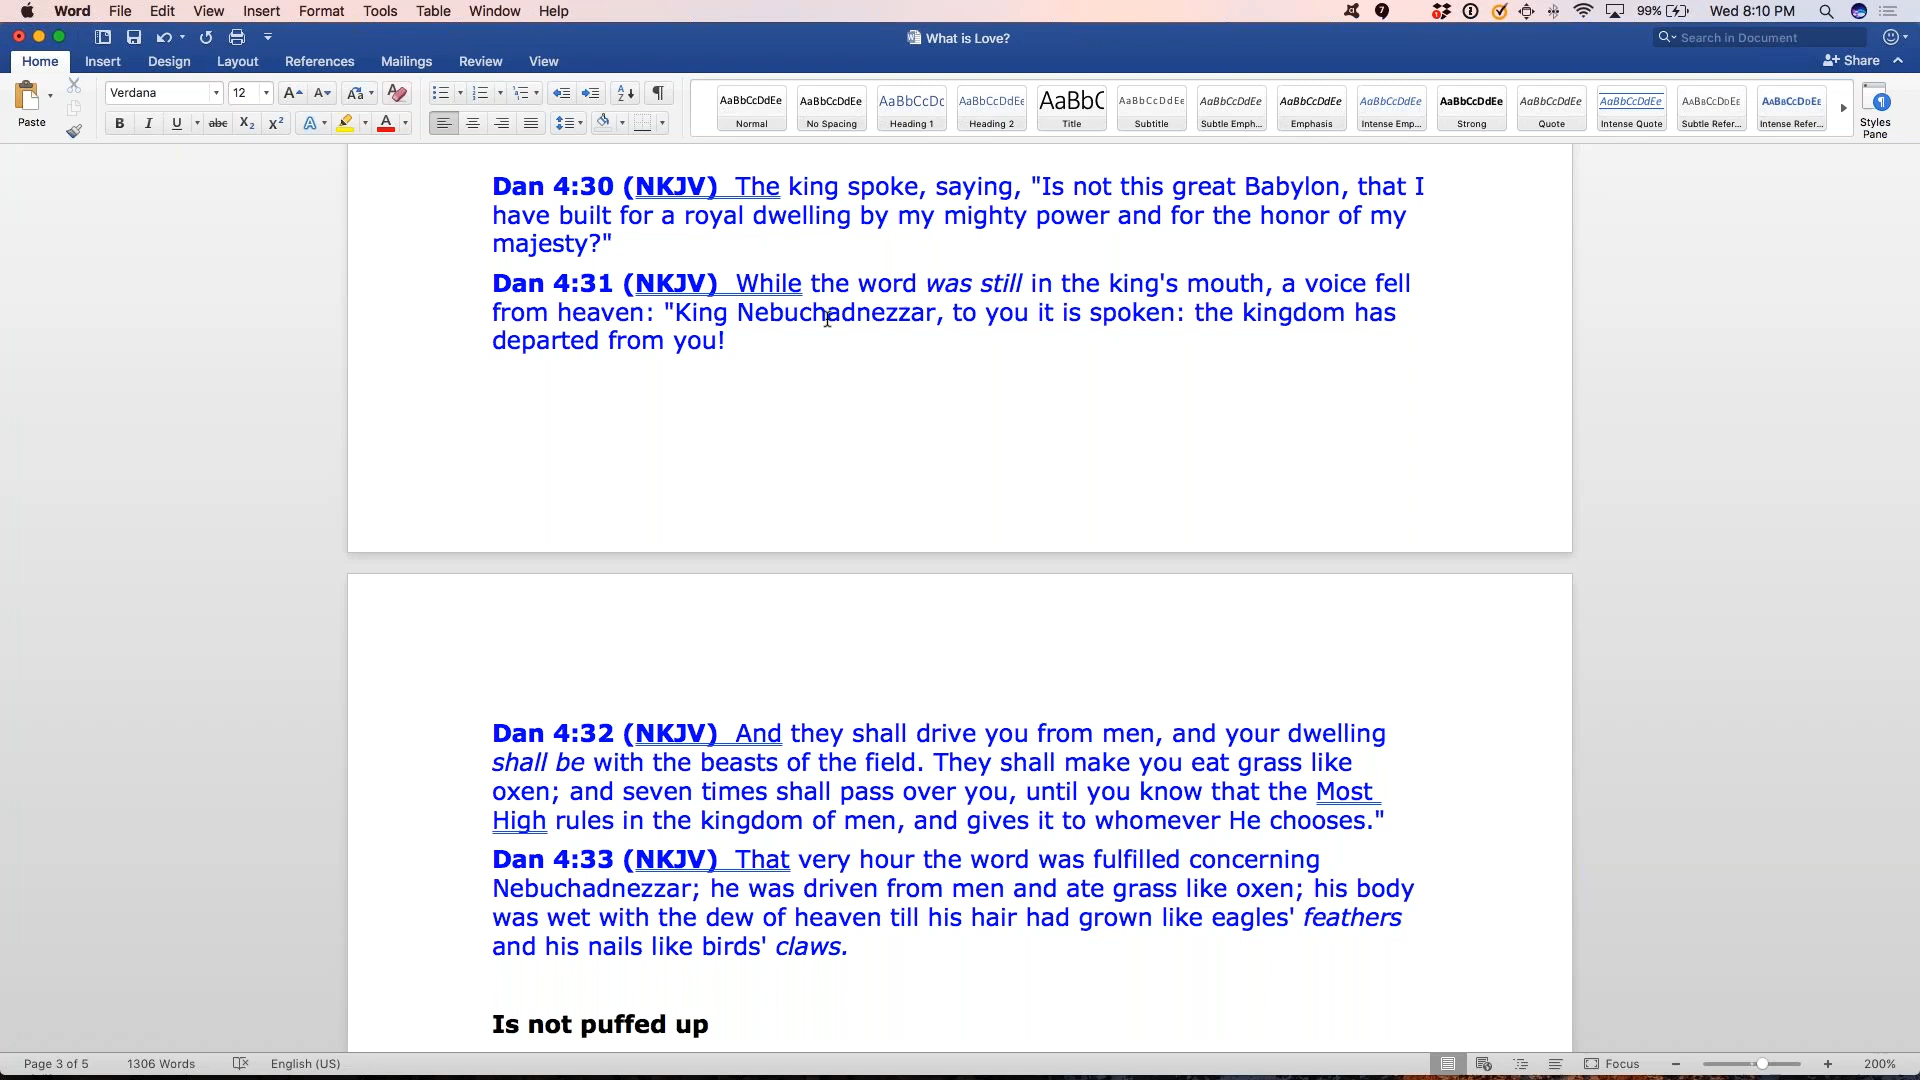 Word File Edit View Insert Format Tools Table Window Help 99% Wed 8:10 PM
What is Love? Search in Document
Home Insert Design Layout References Mailings Review View Share
Paste Verdana 12
AaBbCcDdEe AaBbCcDdEe AaBbCcDc AaBbCcDdEe AaBbC AaBbCcDdEe AaBbCcDdEe AaBbCcDdEe AaBbCcDdEe AaBbCcDdEe AaBbCcDdEe AaBbCcDdEe AaBbCcDdEe AaBbCcDdEe
Normal No Spacing Heading 1 Heading 2 Title Subtitle Subtle Emph... Emphasis Intense Emp... Strong Quote Intense Quote Subtle Refer... Intense Refer... Styles Pane
Dan 4:30 (NKJV) The king spoke, saying, "Is not this great Babylon, that I
have built for a royal dwelling by my mighty power and for the honor of my
majesty?"
Dan 4:31 (NKJV) While the word was still in the king's mouth, a voice fell
from heaven: "King Nebuchadnezzar, to you it is spoken: the kingdom has
departed from you!
Dan 4:32 (NKJV) And they shall drive you from men, and your dwelling
shall be with the beasts of the field. They shall make you eat grass like
oxen; and seven times shall pass over you, until you know that the Most
High rules in the kingdom of men, and gives it to whomever He chooses."
Dan 4:33 (NKJV) That very hour the word was fulfilled concerning
Nebuchadnezzar; he was driven from men and ate grass like oxen; his body
was wet with the dew of heaven till his hair had grown like eagles' feathers
and his nails like birds' claws.
Is not puffed up
Page 3 of 5 1306 Words English (US) Focus 200%